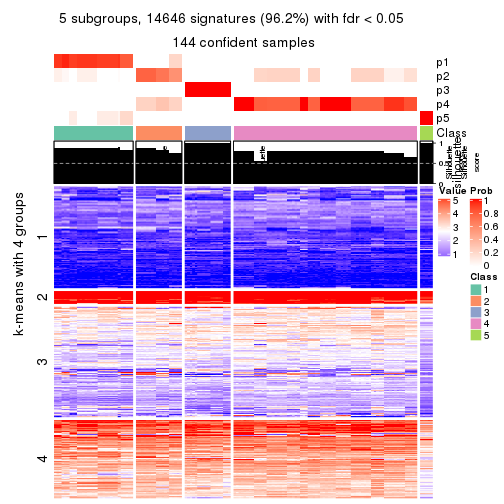 5 subgroups, 14646 signatures (96.2%) with fdr < 0.05
144 confident samples
p1
p2
p3
p4
p5
Class
Silhouette
score
1
0.5
0
k-means with 4 groups
1
2
3
4
Value
5
4
3
2
1
Prob
1
0.8
0.6
0.4
0.2
0
Class
1
2
3
4
5